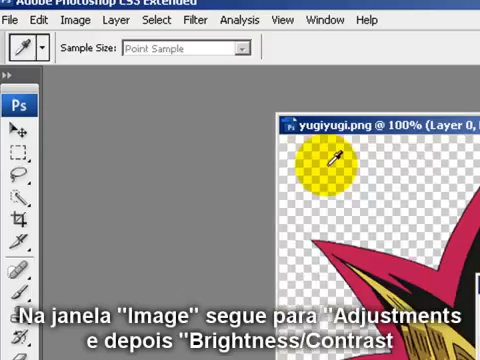 Adobe Photoshop CS3 Extended
File Edit Image Layer Select Filter Analysis View Window Help
Sample Size: Point Sample
Ps
yugiyugi.png @ 100% (Layer 0,
Na janela "Image" segue para "Adjustments
e depois "Brightness/Contrast